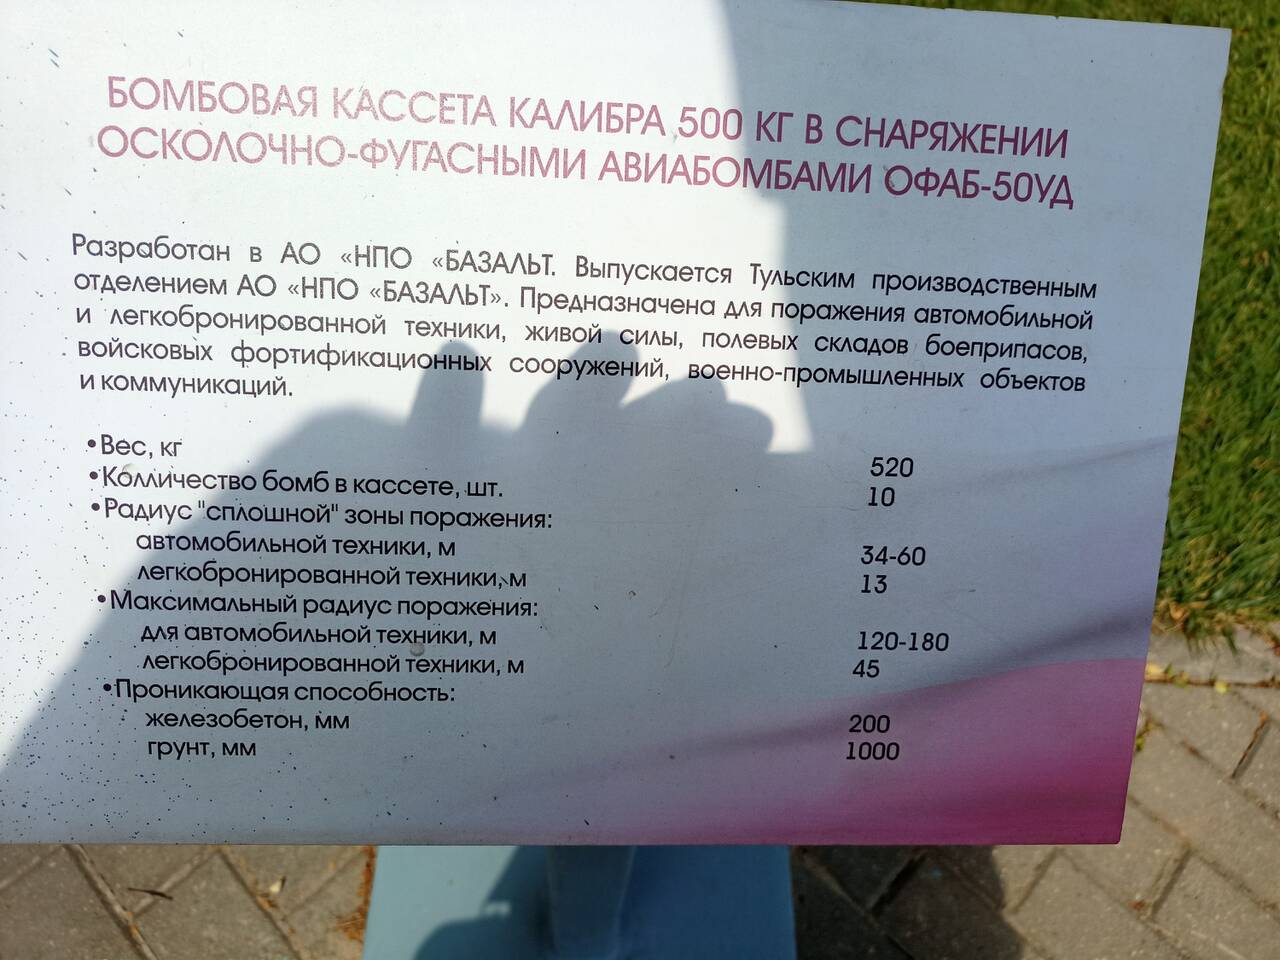 БОМБОВАЯ КАССЕТА КАЛИБРА 500 КГ В СНАРЯЖЕНИИ
ОСКОЛОЧНО-ФУГАСНЫМИ АВИАБОМБАМИ ОФАБ-50УД
Разработан в АО «НПО «БАЗАЛЬТ. Выпускается Тульским производственным
отделением АО «НПО «БАЗАЛЬТ». Предназначена для поражения автомобильной
и легкобронированной техники, живой силы, полевых складов боеприпасов,
войсковых фортификационных сооружений, военно-промышленных объектов
и коммуникаций.
•Вес, кг 520
•Колличество бомб в кассете, шт. 10
•Радиус "сплошной" зоны поражения:
автомобильной техники, м 34-60
легкобронированной техники, м 13
•Максимальный радиус поражения:
для автомобильной техники, м 120-180
легкобронированной техники, м 45
•Проникающая способность:
железобетон, мм 200
грунт, мм 1000